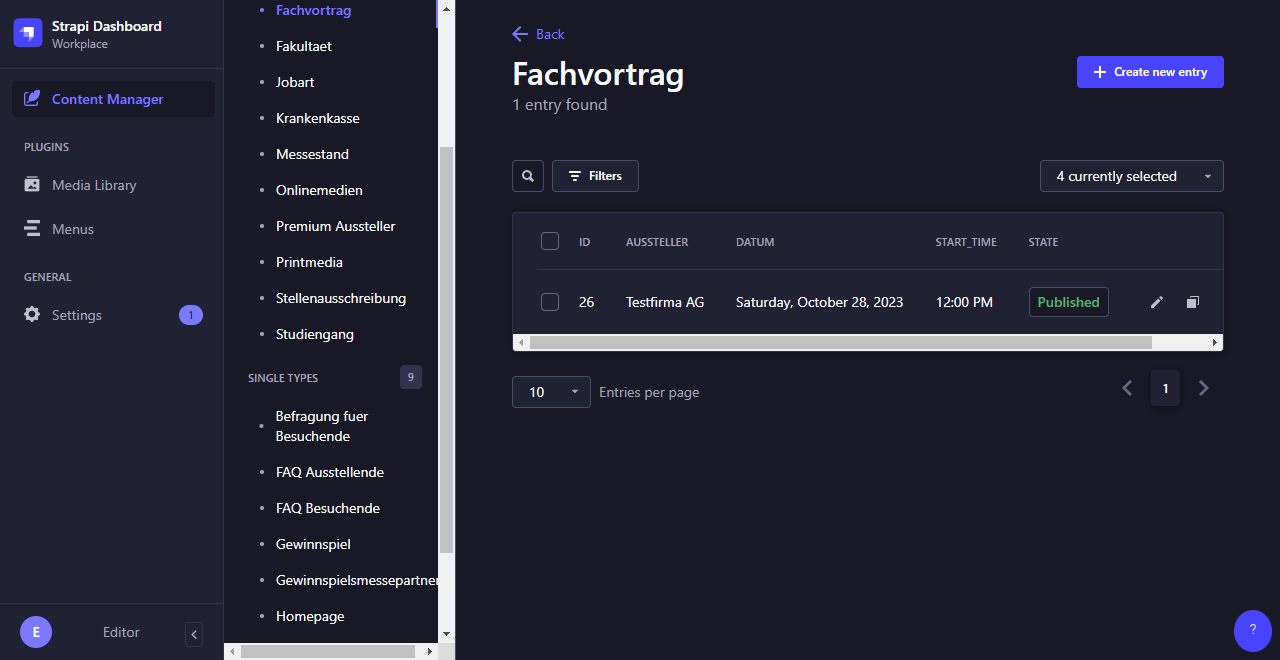 Strapi Dashboard
Workplace
Content Manager
PLUGINS
Media Library
Menus
GENERAL
Settings
1
E
Editor
Fachvortrag
Fakultaet
Jobart
Krankenkasse
Messestand
Onlinemedien
Premium Aussteller
Printmedia
Stellenausschreibung
Studiengang
SINGLE TYPES
9
Befragung fuer
Besuchende
FAQ Ausstellende
FAQ Besuchende
Gewinnspiel
Gewinnspielsmessepartner
Homepage
Back
Fachvortrag
Create new entry
1 entry found
Filters
4 currently selected
ID AUSSTELLER DATUM START_TIME STATE
26 Testfirma AG Saturday, October 28, 2023 12:00 PM Published
10 Entries per page
1
?